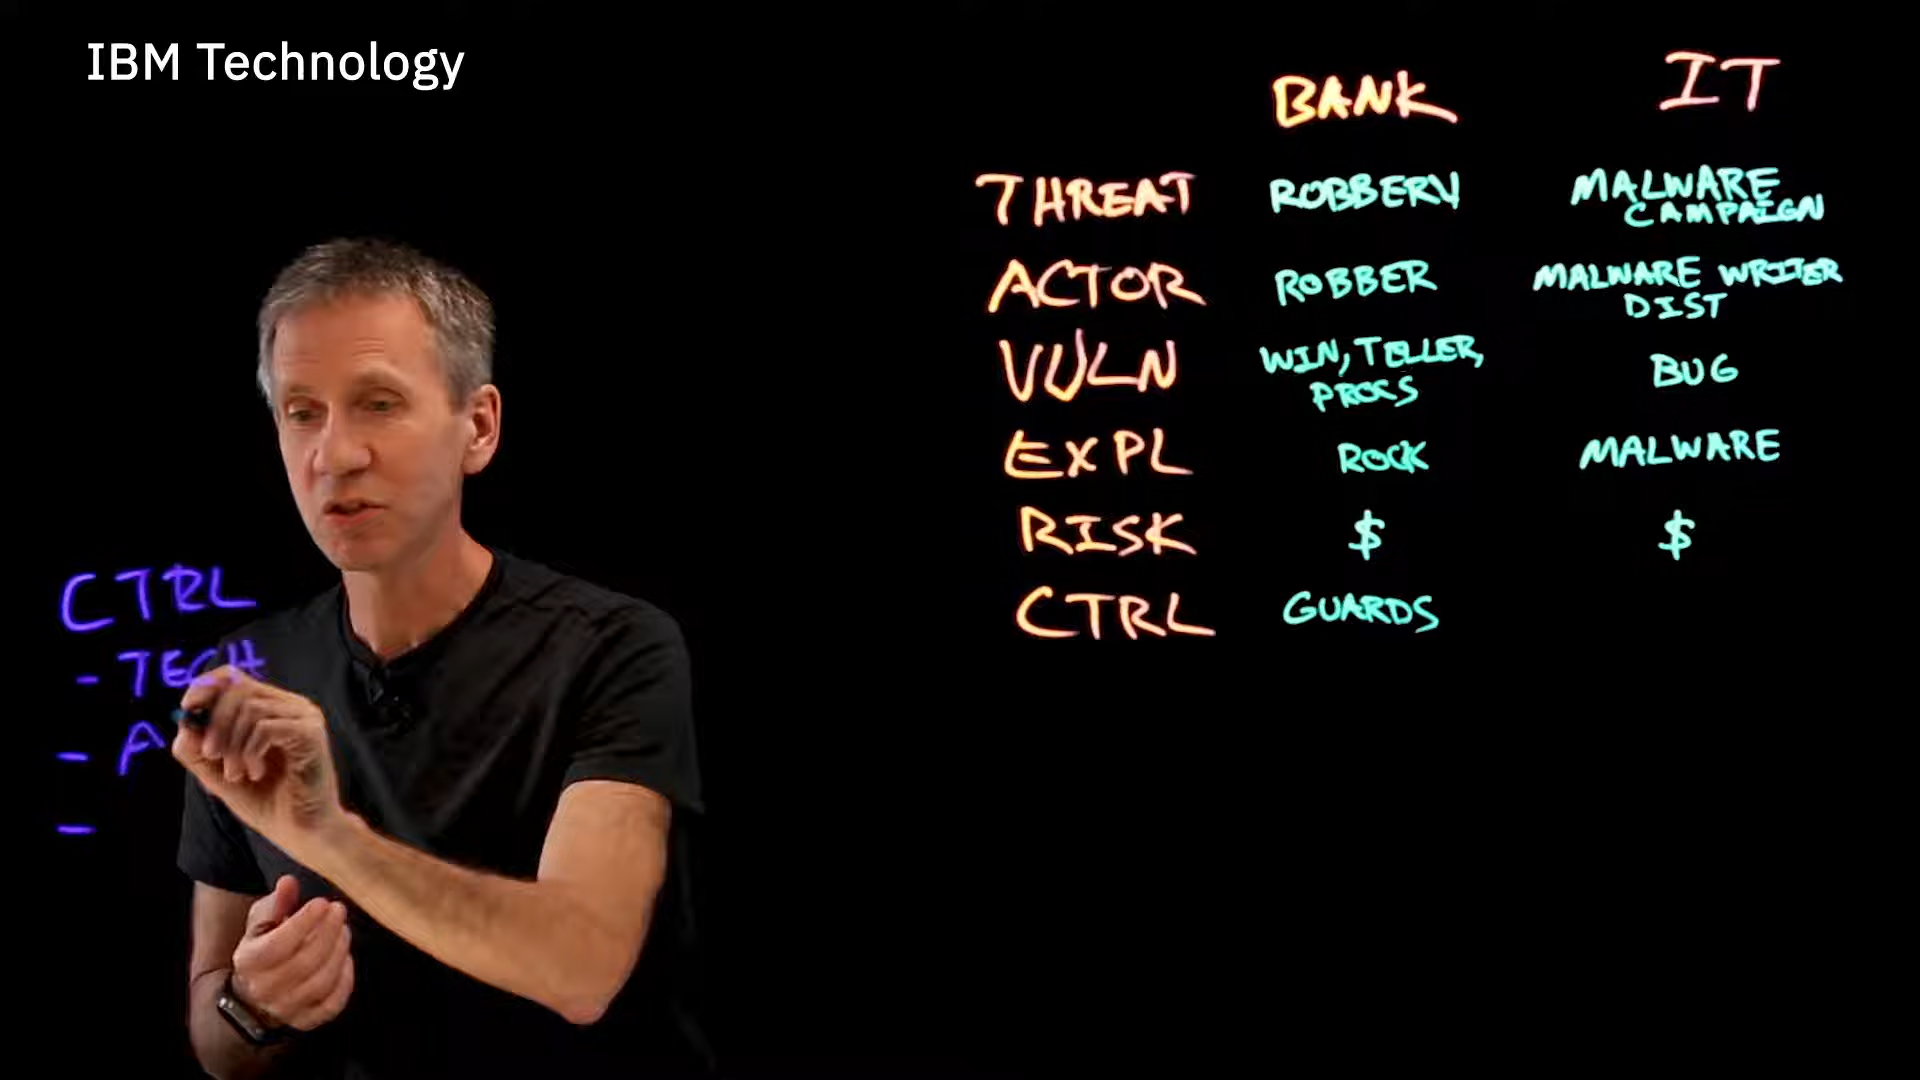 IBM Technology
BANK IT
THREAT ROBBERY MALWARE
CAMPAIGN
ACTOR ROBBER MALWARE WRITER
DIST
VULN WIN, TELLER, BUG
PROCS
EXPL ROCK MALWARE
RISK $ $
CTRL GUARDS
CTRL
- TECH
- A
-